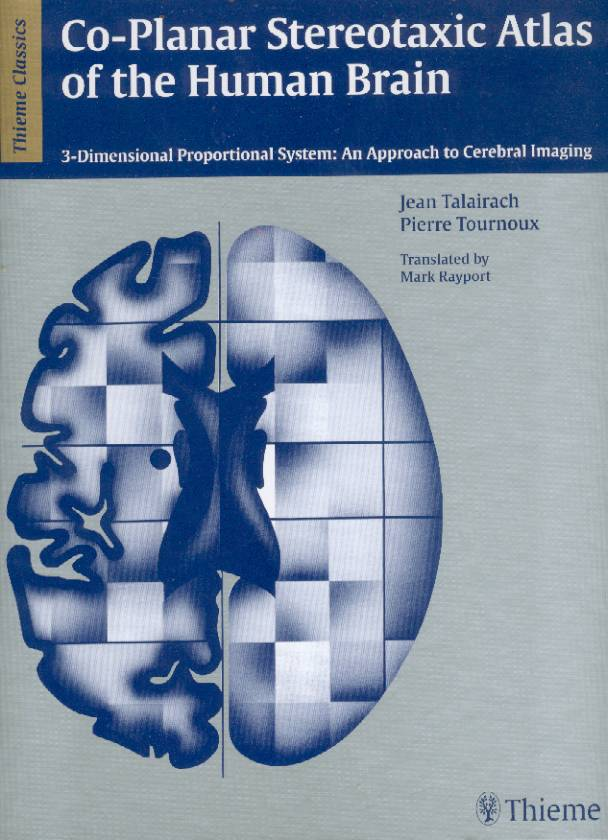 Thieme Classics
Co-Planar Stereotaxic Atlas
of the Human Brain
3-Dimensional Proportional System: An Approach to Cerebral Imaging
Jean Talairach
Pierre Tournoux
Translated by
Mark Rayport
Thieme